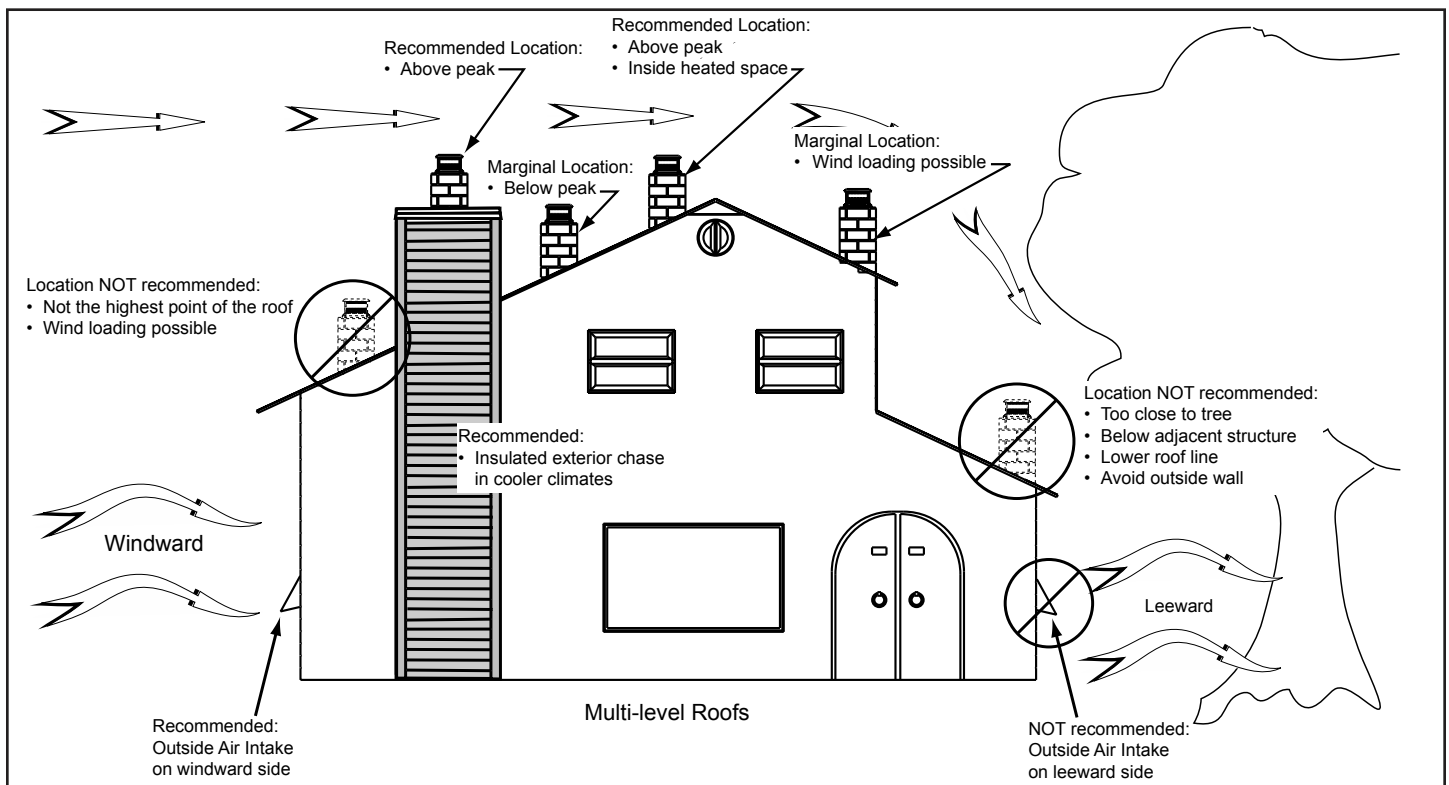 Recommended Location:
• Above peak
Recommended Location:
• Above peak
• Inside heated space
Marginal Location:
• Below peak
Marginal Location:
• Wind loading possible
Location NOT recommended:
• Not the highest point of the roof
• Wind loading possible
Location NOT recommended:
• Too close to tree
• Below adjacent structure
• Lower roof line
• Avoid outside wall
Recommended:
• Insulated exterior chase
in cooler climates
Windward
Leeward
Multi-level Roofs
Recommended:
Outside Air Intake
on windward side
NOT recommended:
Outside Air Intake
on leeward side